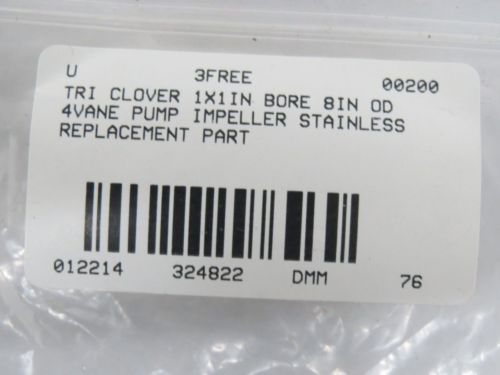 U 3FREE 00200
TRI CLOVER 1X1IN BORE 8IN OD
4VANE PUMP IMPELLER STAINLESS
REPLACEMENT PART
012214 324822 DMM 76